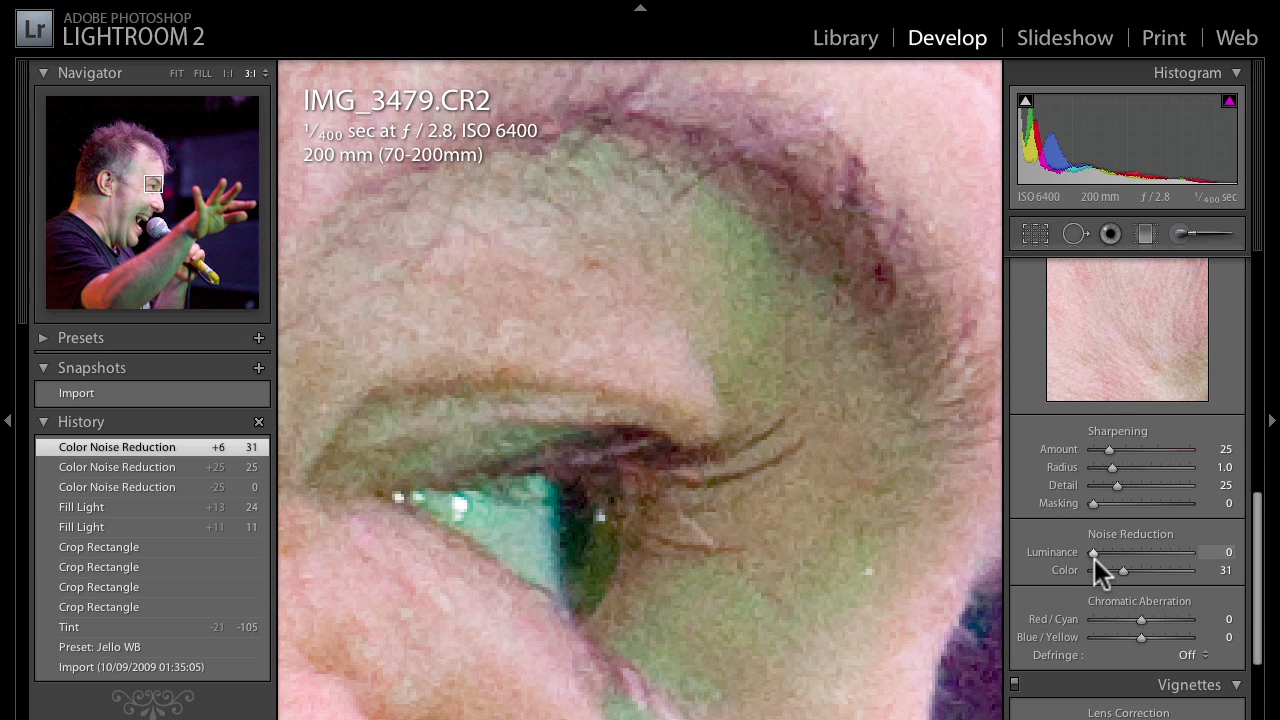 Lr
ADOBE PHOTOSHOP
LIGHTROOM 2
Library | Develop | Slideshow | Print | Web
Navigator FIT FILL 1:1 3:1
Presets
Snapshots
Import
History
Color Noise Reduction +6 31
Color Noise Reduction +25 25
Color Noise Reduction -25 0
Fill Light +13 24
Fill Light +11 11
Crop Rectangle
Crop Rectangle
Crop Rectangle
Crop Rectangle
Tint -21 -105
Preset: Jello WB
Import (10/09/2009 01:35:05)
IMG_3479.CR2
1/400 sec at ƒ / 2.8, ISO 6400
200 mm (70-200mm)
Histogram
ISO 6400 200 mm ƒ / 2.8 1/400 sec
Sharpening
Amount 25
Radius 1.0
Detail 25
Masking 0
Noise Reduction
Luminance 0
Color 31
Chromatic Aberration
Red / Cyan 0
Blue / Yellow 0
Defringe : Off
Vignettes
Lens Correction